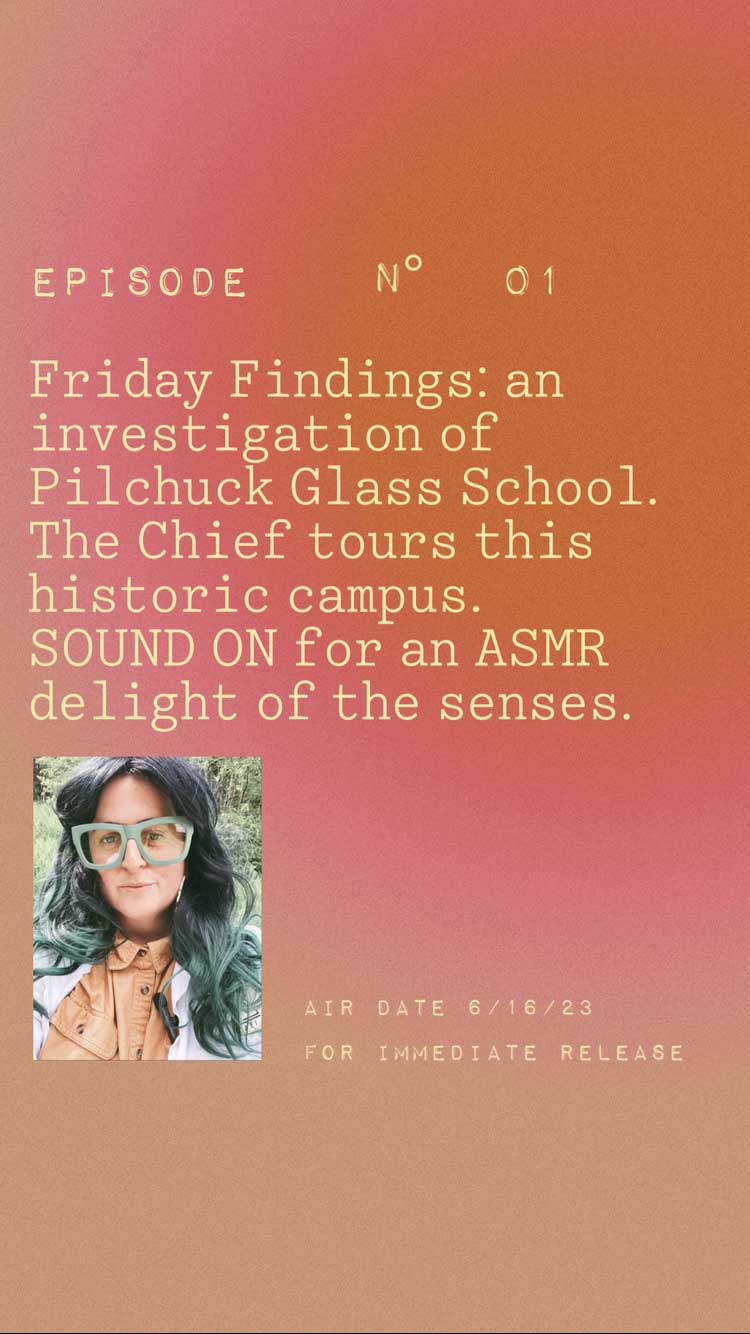 EPISODE Nº 01
Friday Findings: an
investigation of
Pilchuck Glass School.
The Chief tours this
historic campus.
SOUND ON for an ASMR
delight of the senses.
AIR DATE 6/16/23
FOR IMMEDIATE RELEASE